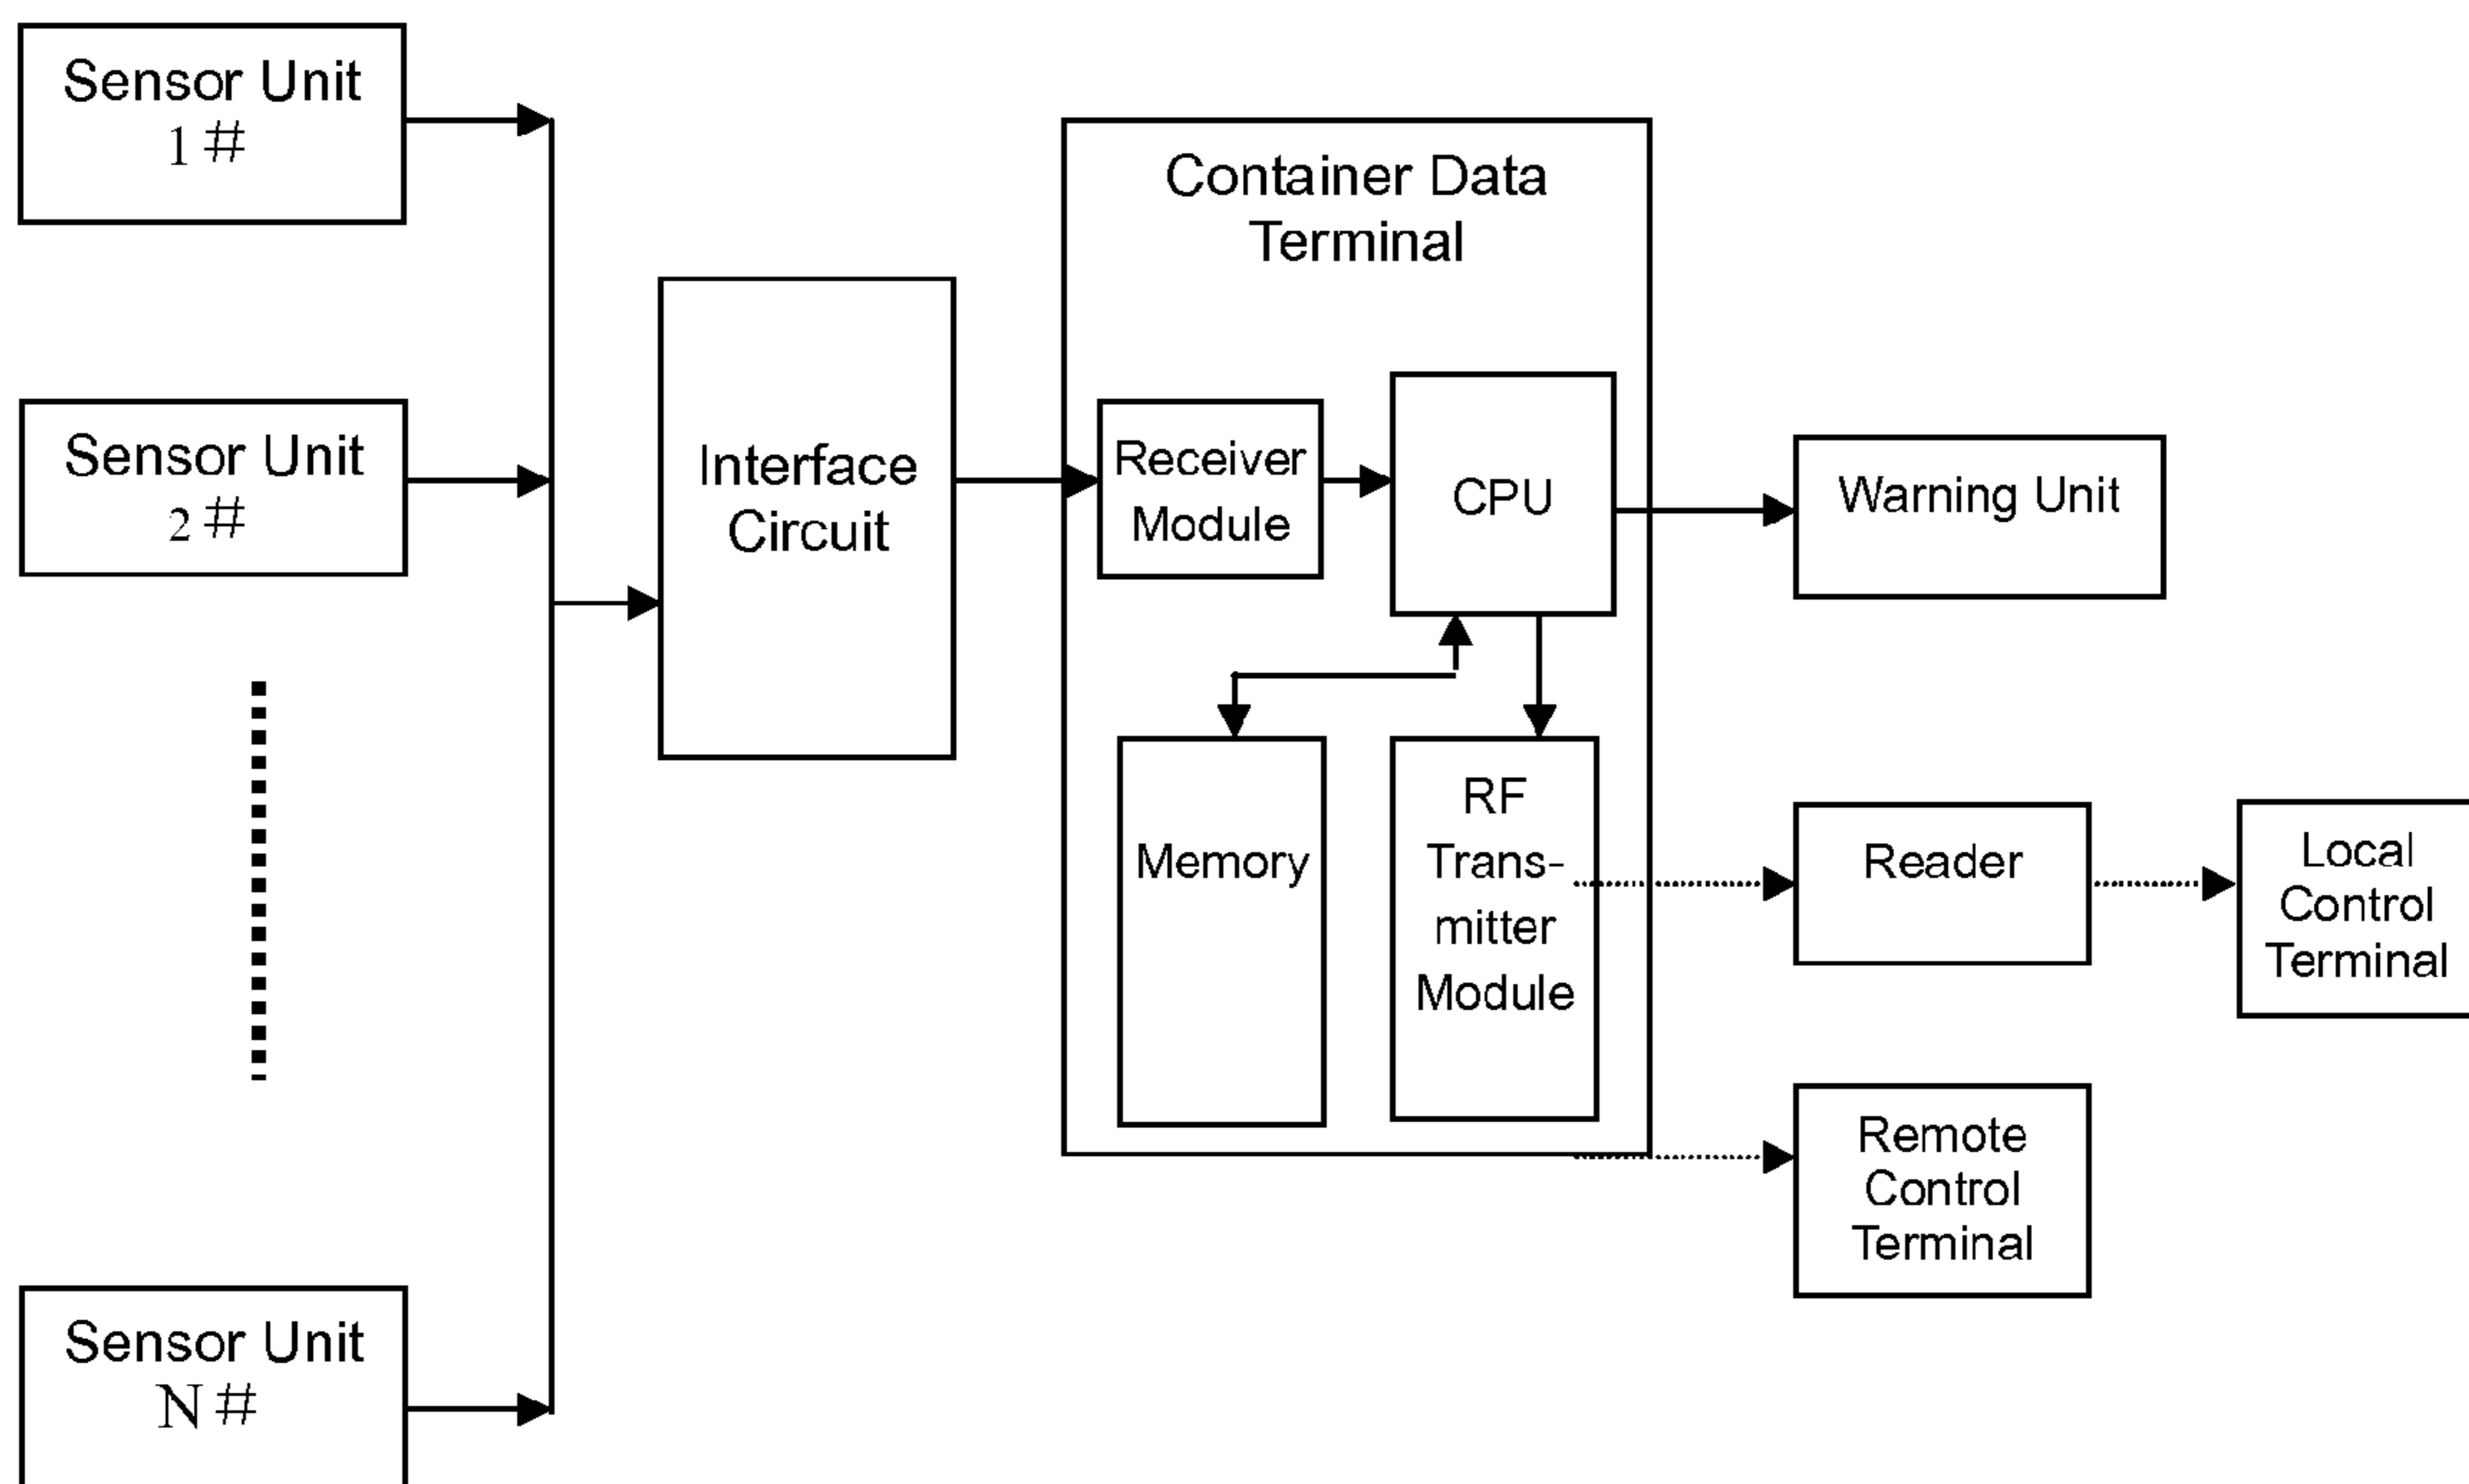 Sensor Unit
1 #
Sensor Unit
2 #
Sensor Unit
N #
Interface
Circuit
Container Data
Terminal
Receiver
Module
CPU
Memory
RF
Trans-
mitter
Module
Warning Unit
Reader
Local
Control
Terminal
Remote
Control
Terminal